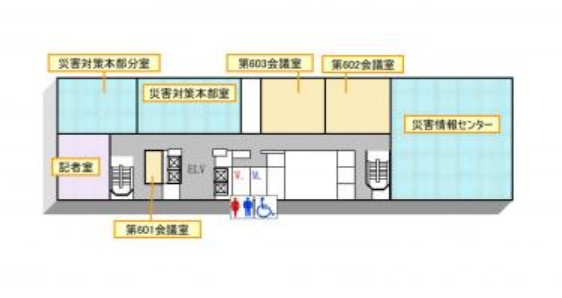 災害対策本部分室
第603会議室
第602会議室
災害対策本部室
災害情報センター
記者室
ELV
W.
M.
第601会議室